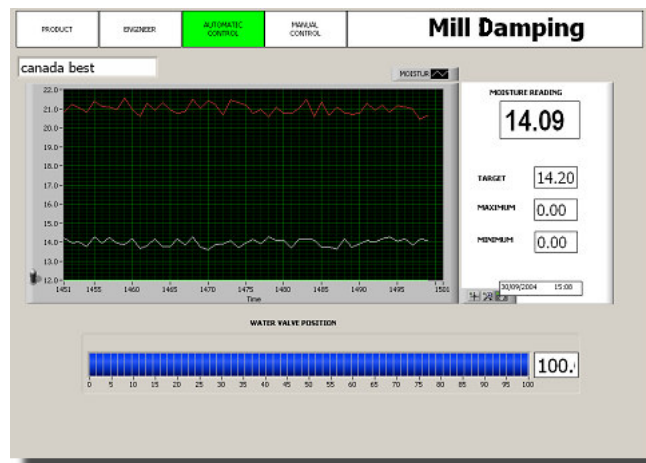 PRODUCT
ENGINEER
AUTOMATIC CONTROL
MANUAL CONTROL
Mill Damping
canada best
MOISTUR
22.0
21.0
20.0
19.0
18.0
17.0
16.0
15.0
14.0
13.0
12.0
1451 1455 1460 1465 1470 1475 1480 1485 1490 1495 1501
Time
MOISTURE READING
14.09
TARGET 14.20
MAXIMUM 0.00
MINIMUM 0.00
30/09/2004 15:08
WATER VALVE POSITION
100.
0 5 10 15 20 25 30 35 40 45 50 55 60 65 70 75 80 85 90 95 100